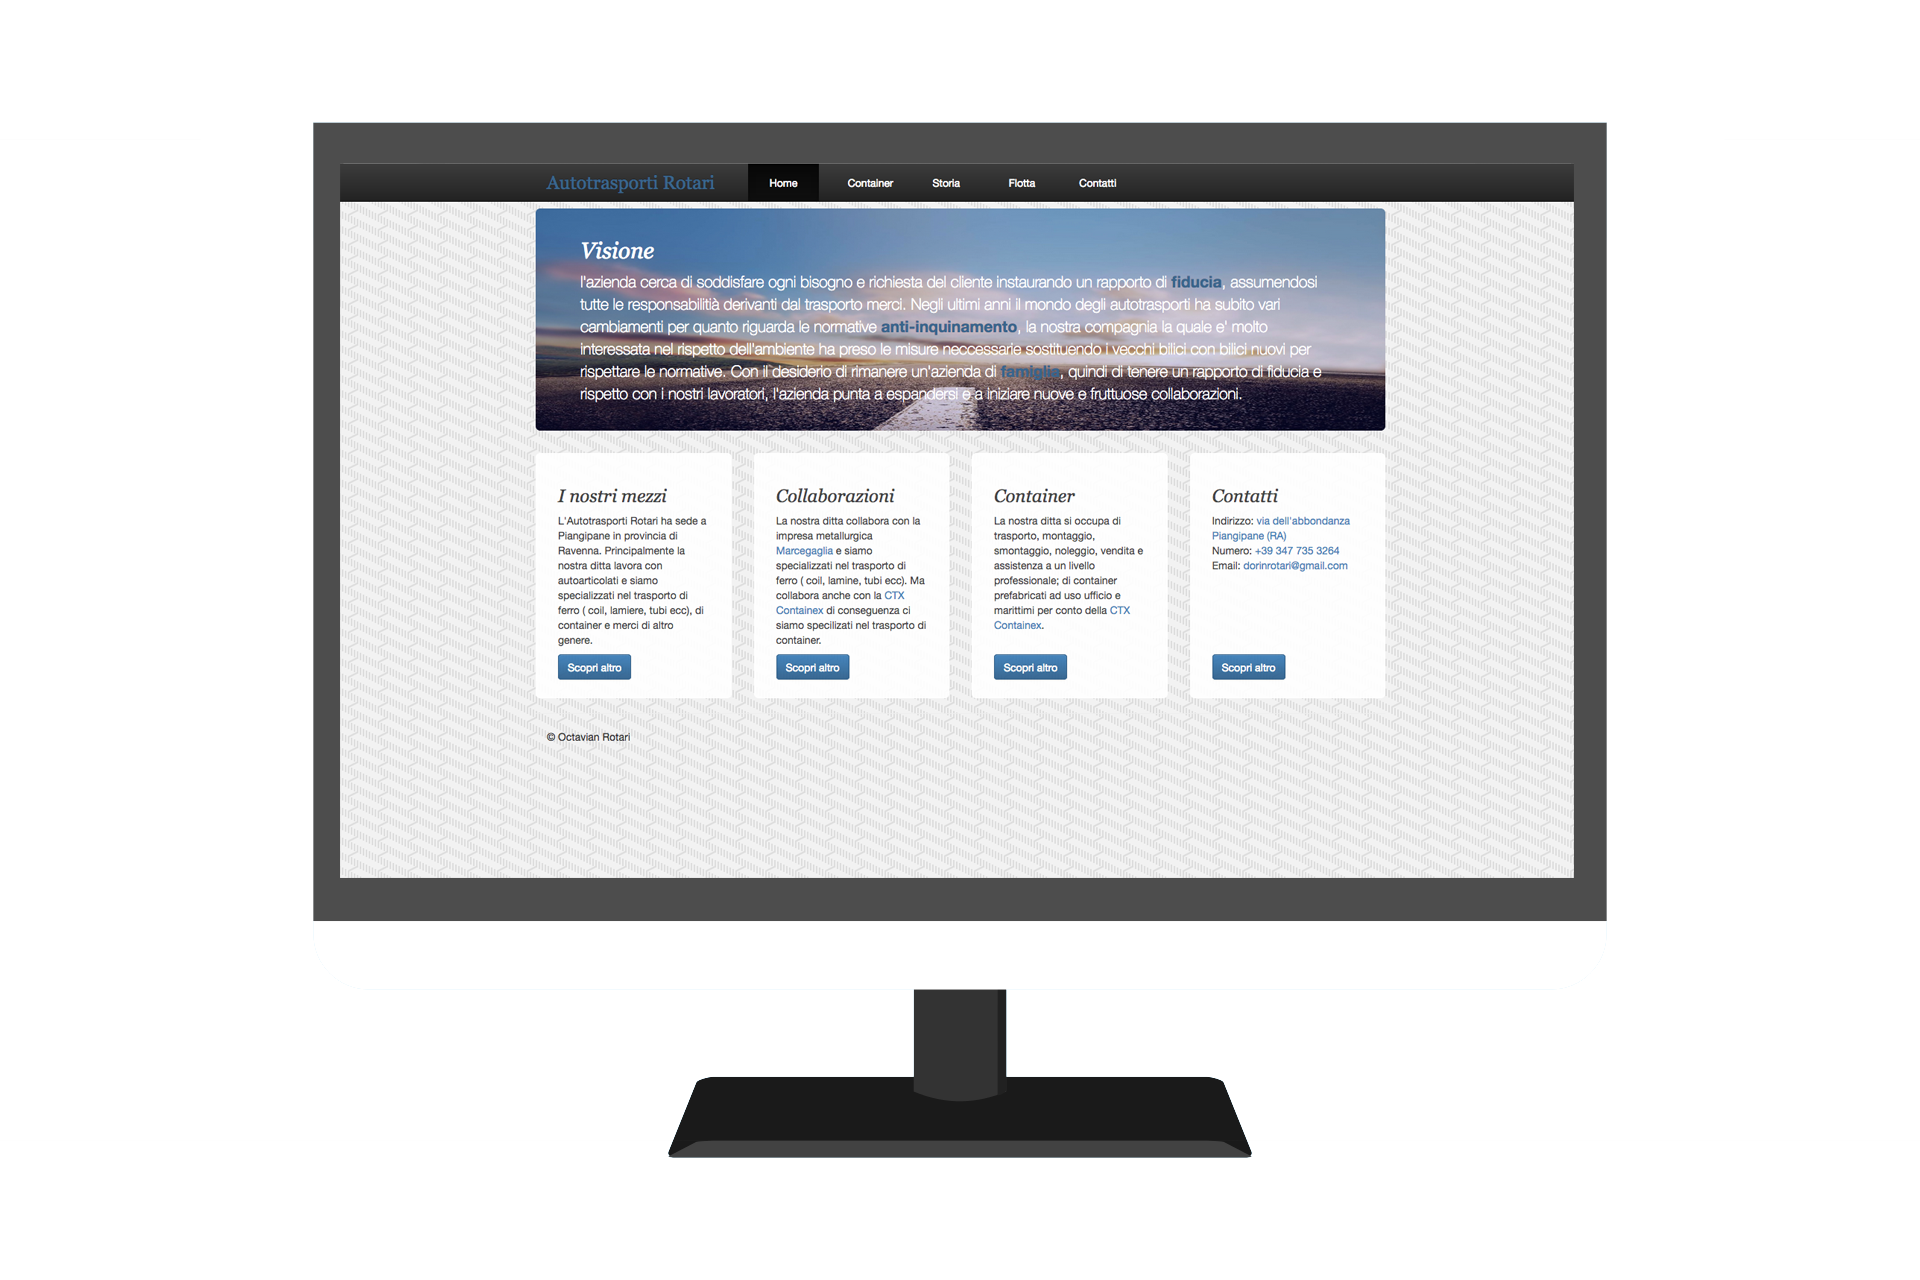 Autotrasporti Rotari Home Container Storia Flotta Contatti
Visione
l'azienda cerca di soddisfare ogni bisogno e richiesta del cliente instaurando un rapporto di fiducia, assumendosi
tutte le responsabilitià derivanti dal trasporto merci. Negli ultimi anni il mondo degli autotrasporti ha subito vari
cambiamenti per quanto riguarda le normative anti-inquinamento, la nostra compagnia la quale e' molto
interessata nel rispetto dell'ambiente ha preso le misure neccessarie sostituendo i vecchi bilici con bilici nuovi per
rispettare le normative. Con il desiderio di rimanere un'azienda di famiglia, quindi di tenere un rapporto di fiducia e
rispetto con i nostri lavoratori, l'azienda punta a espandersi e a iniziare nuove e fruttuose collaborazioni.
I nostri mezzi
L'Autotrasporti Rotari ha sede a
Piangipane in provincia di
Ravenna. Principalmente la
nostra ditta lavora con
autoarticolati e siamo
specializzati nel trasporto di
ferro ( coil, lamiere, tubi ecc), di
container e merci di altro
genere.
Scopri altro
Collaborazioni
La nostra ditta collabora con la
impresa metallurgica
Marcegaglia e siamo
specializzati nel trasporto di
ferro ( coil, lamine, tubi ecc). Ma
collabora anche con la CTX
Containex di conseguenza ci
siamo specilizati nel trasporto di
container.
Scopri altro
Container
La nostra ditta si occupa di
trasporto, montaggio,
smontaggio, noleggio, vendita e
assistenza a un livello
professionale; di container
prefabricati ad uso ufficio e
marittimi per conto della CTX
Containex.
Scopri altro
Contatti
Indirizzo: via dell'abbondanza
Piangipane (RA)
Numero: +39 347 735 3264
Email: dorinrotari@gmail.com
Scopri altro
© Octavian Rotari